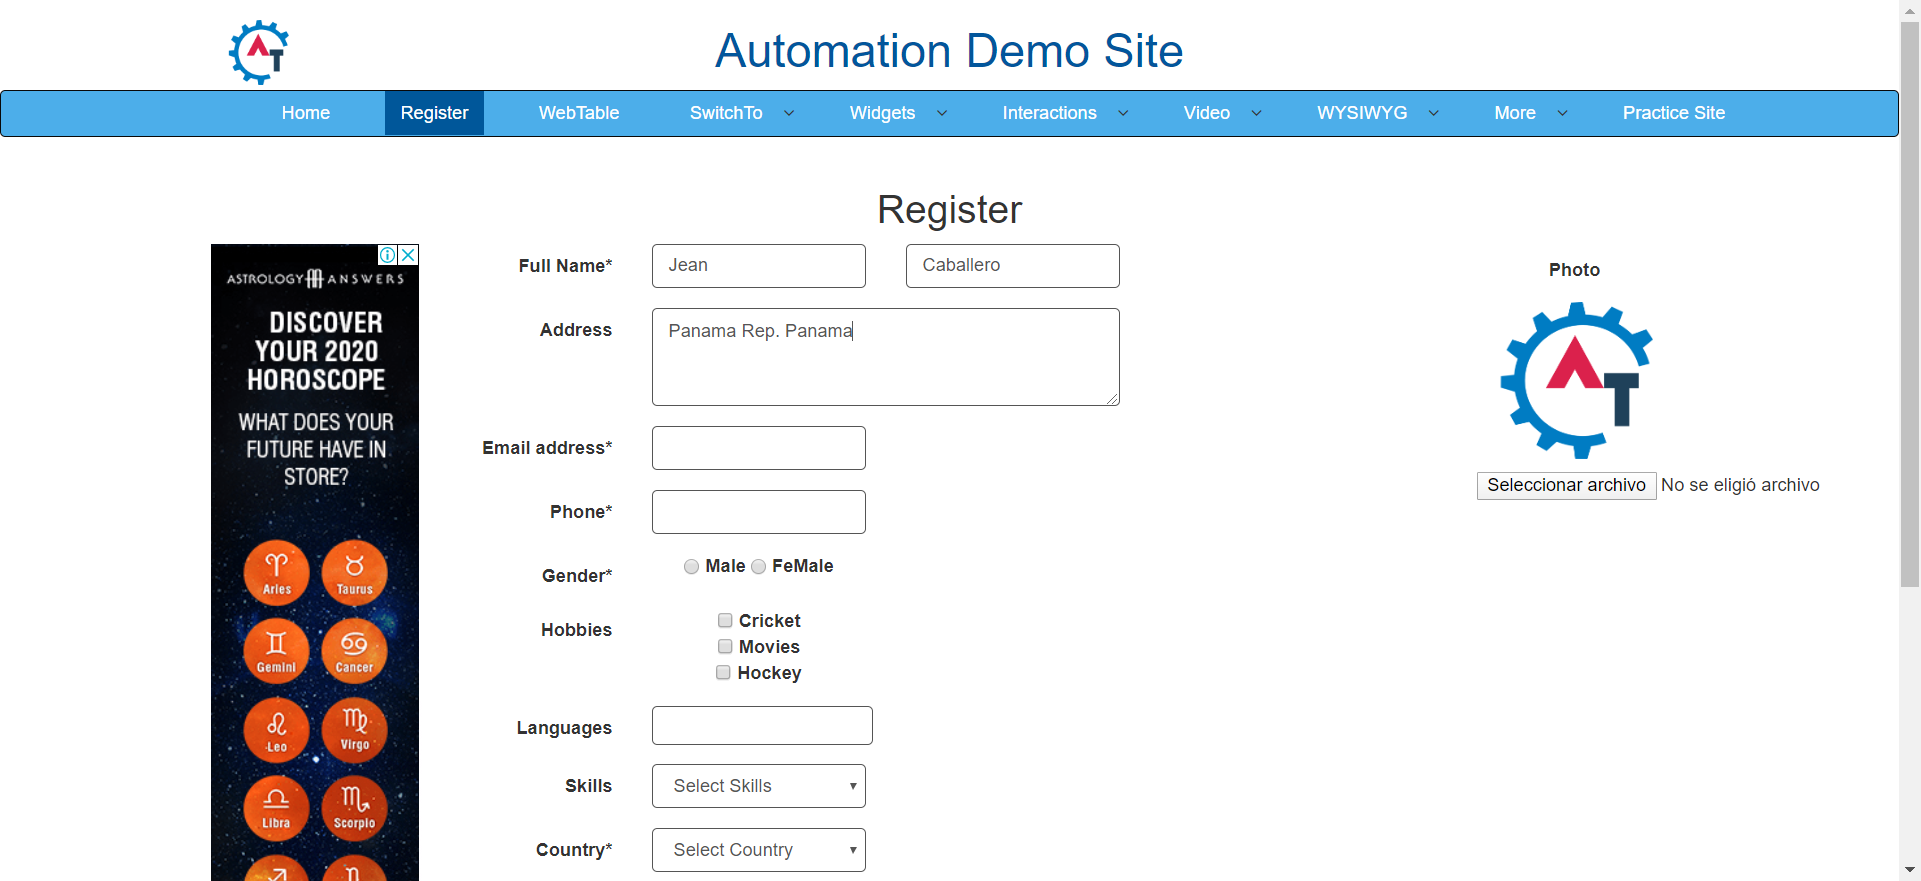 Automation Demo Site
Home Register WebTable SwitchTo Widgets Interactions Video WYSIWYG More Practice Site
Register
ASTROLOGY ANSWERS
DISCOVER
YOUR 2020
HOROSCOPE
WHAT DOES YOUR
FUTURE HAVE IN
STORE?
Aries Taurus
Gemini Cancer
Leo Virgo
Libra Scorpio
Full Name* Jean Caballero
Address Panama Rep. Panama
Email address*
Phone*
Gender* Male FeMale
Hobbies Cricket
Movies
Hockey
Languages
Skills Select Skills
Country* Select Country
Photo
AT
Seleccionar archivo No se eligió archivo